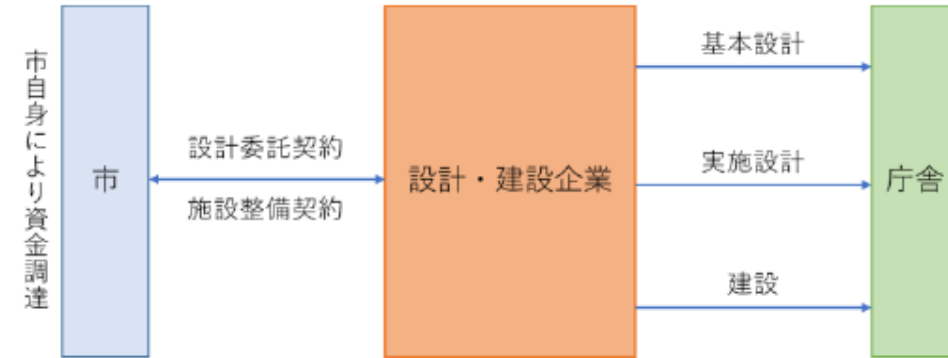 市自身により資金調達
市
設計委託契約
施設整備契約
設計・建設企業
基本設計
実施設計
建設
庁舎